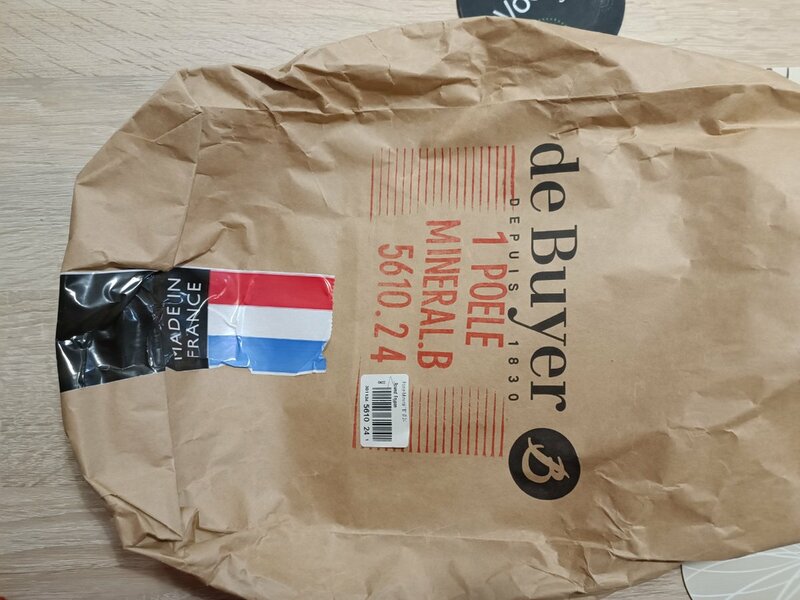 de Buyer
DEPUIS 1830
B
1 POELE
MINERAL.B
5610.24
MADE IN
FRANCE
5610 24